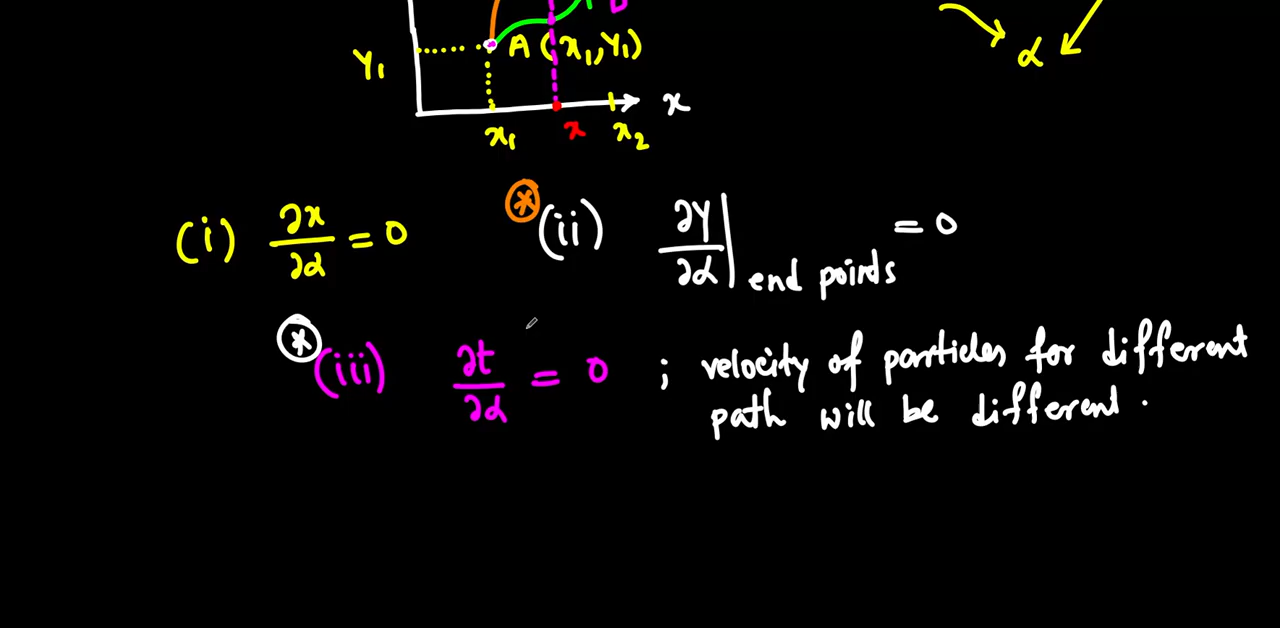 Y₁
A (x₁, Y₁)
x
x₁
x
x₂
α
(i) ∂x/∂α = 0
* (ii) ∂Y/∂α | end points = 0
* (iii) ∂t/∂α = 0 ; velocity of particles for different
path will be different.